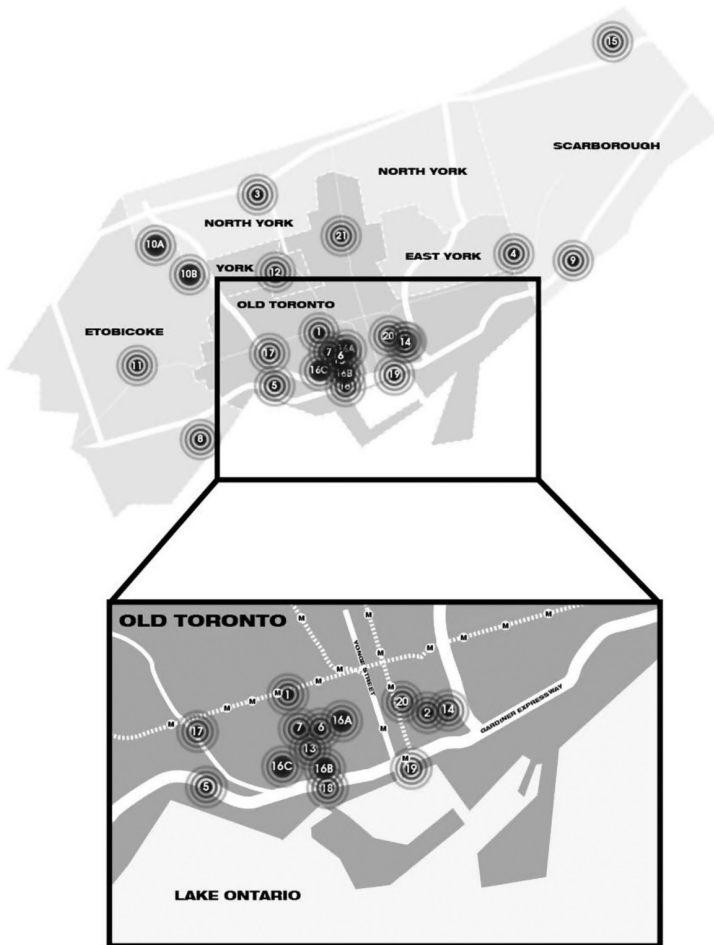 15
SCARBOROUGH
NORTH YORK
3
NORTH YORK
21
10A
EAST YORK
4
9
10B
YORK
12
OLD TORONTO
1
20
14
ETOBICOKE
17
7
16A
6
11
16C
16B
19
5
18
8
OLD TORONTO
M
M
M
M
M
M
M
M
YONGE STREET
M
M
M
1
M
M
20
2
14
GARDINER EXPRESSWAY
16A
17
7
6
M
13
16C
16B
M
19
5
18
LAKE ONTARIO